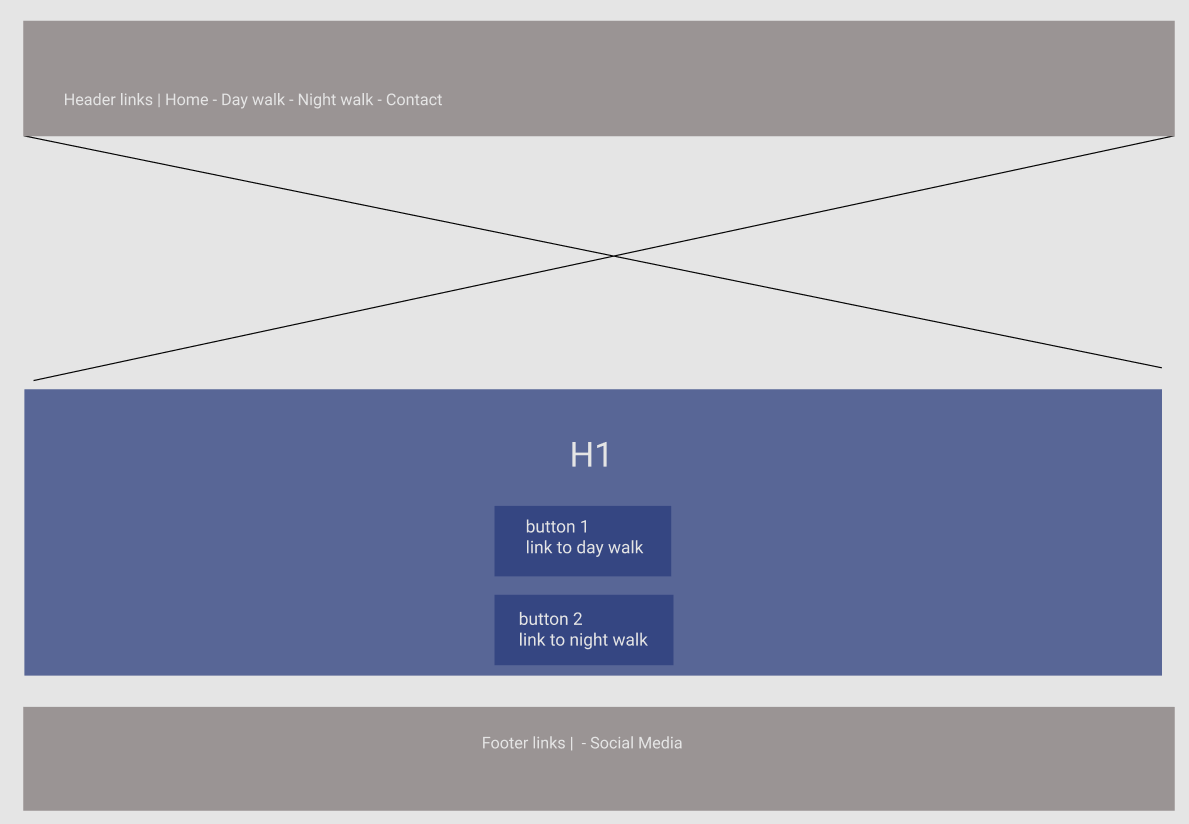 Header links | Home - Day walk - Night walk - Contact
H1
button 1
link to day walk
button 2
link to night walk
Footer links |  - Social Media